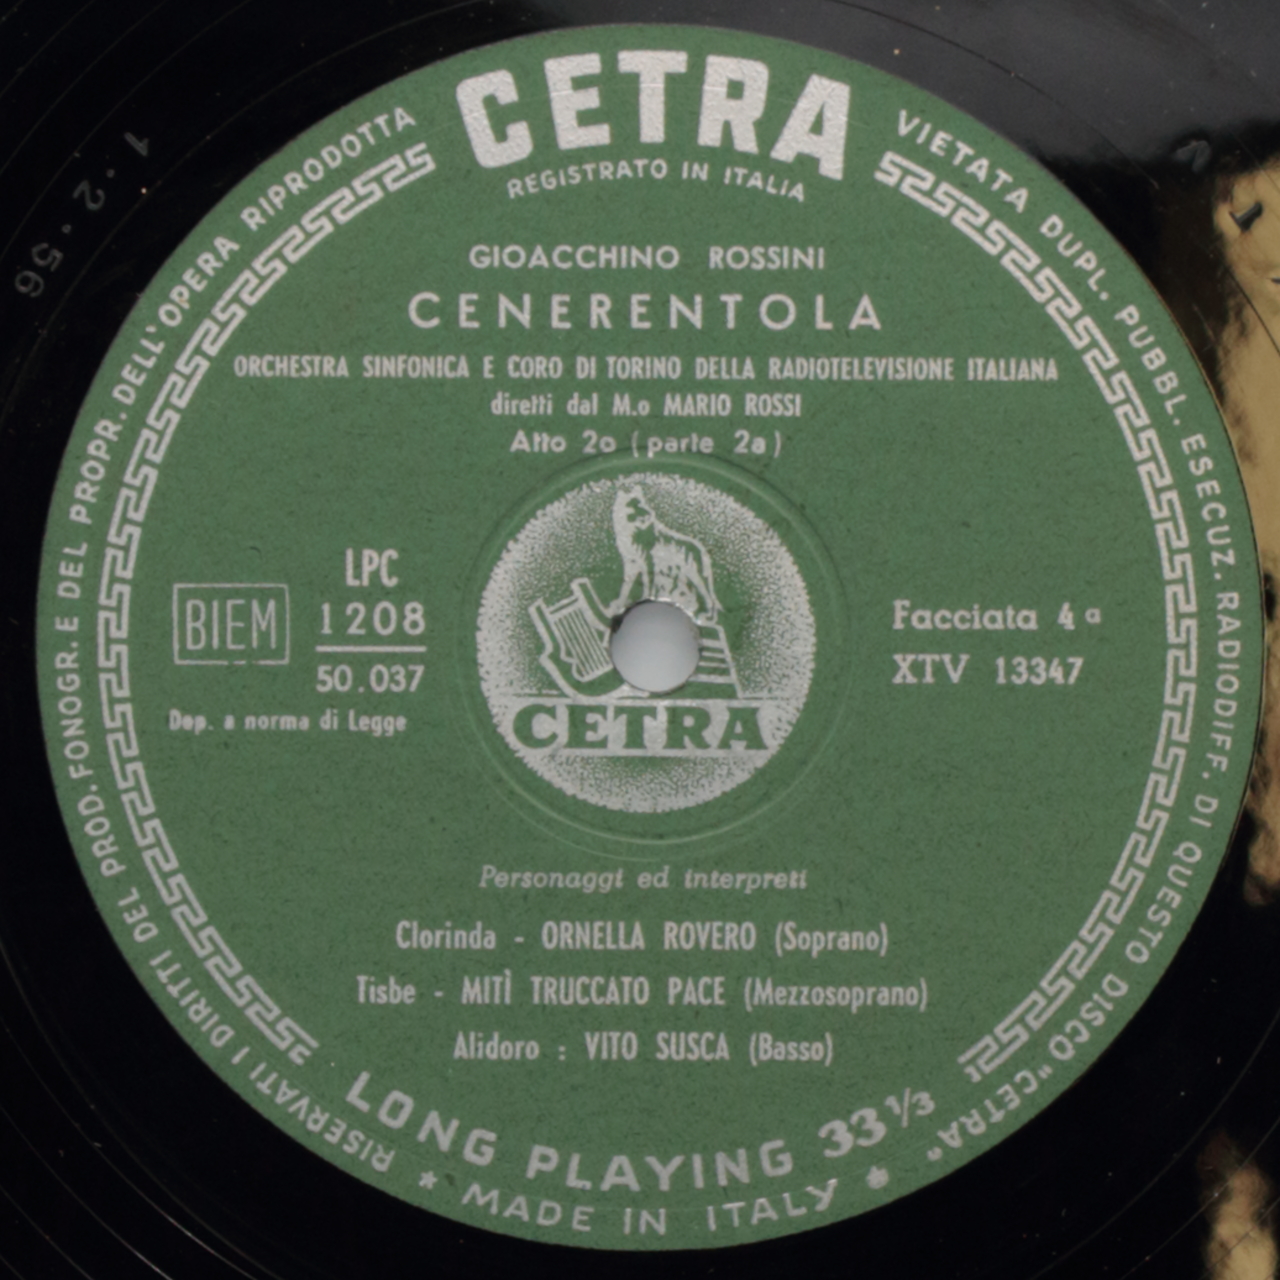 CETRA
REGISTRATO IN ITALIA
GIOACCHINO ROSSINI
CENERENTOLA
ORCHESTRA SINFONICA E CORO DI TORINO DELLA RADIOTELEVISIONE ITALIANA
diretti dal M.o MARIO ROSSI
Atto 2o (parte 2a)
BIEM
LPC
1208
50.037
Dep. a norma di Legge
Facciata 4a
XTV 13347
CETRA
Personaggi ed interpreti
Clorinda - ORNELLA ROVERO (Soprano)
Tisbe - MITÌ TRUCCATO PACE (Mezzosoprano)
Alidoro : VITO SUSCA (Basso)
LONG PLAYING 33⅓
★ MADE IN ITALY ★
RISERVATI I DIRITTI DEL PROD. FONOGR. E DEL PROPR. DELL'OPERA RIPRODOTTA
VIETATA DUPL. PUBBL. ESECUZ. RADIODIFF. DI QUESTO DISCO "CETRA"
1.2.56